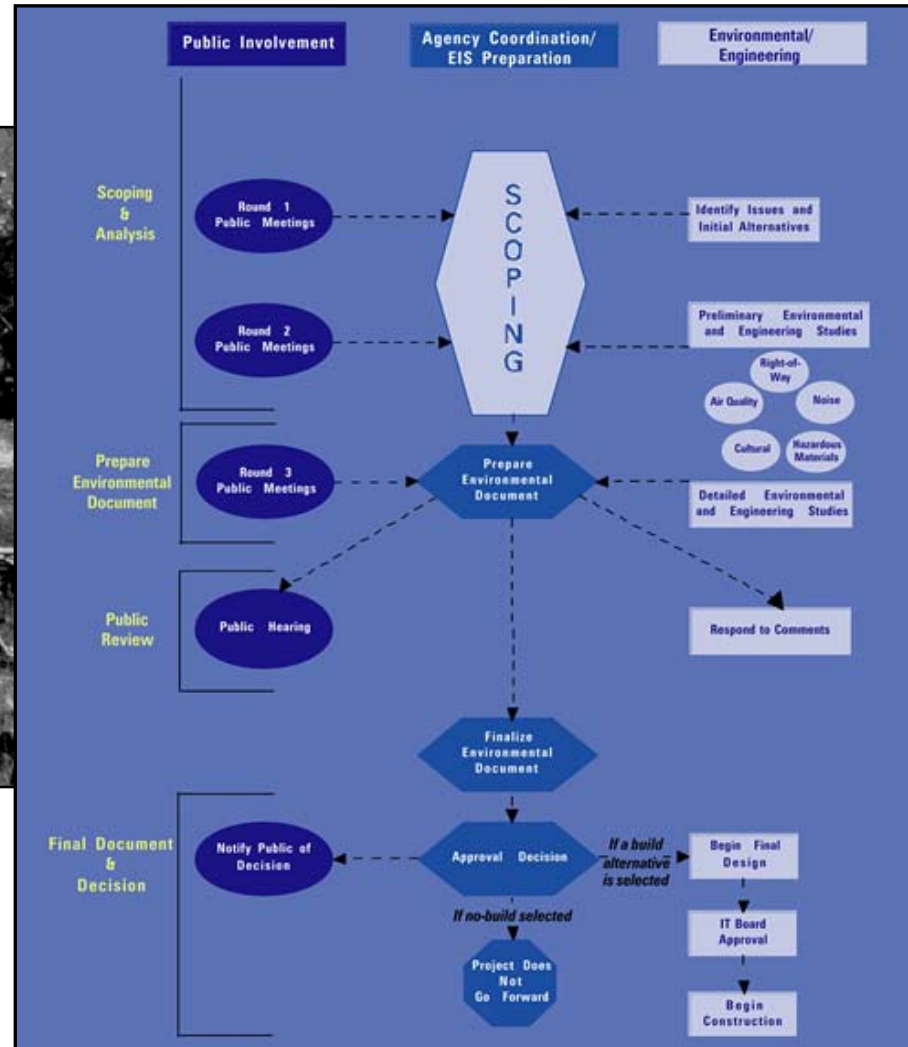 Public Involvement
Agency Coordination/
EIS Preparation
Environmental/
Engineering
Scoping
&
Analysis
Round 1
Public Meetings
SCOPING
Identify Issues and
Initial Alternatives
Round 2
Public Meetings
Preliminary Environmental
and Engineering Studies
Right-of-
Way
Air Quality
Noise
Cultural
Hazardous
Materials
Prepare
Environmental
Document
Round 3
Public Meetings
Prepare
Environmental
Document
Detailed Environmental
and Engineering Studies
Public
Review
Public Hearing
Respond to Comments
Finalize
Environmental
Document
Final Document
&
Decision
Notify Public of
Decision
Approval Decision
If a build
alternative
is selected
Begin Final
Design
If no-build selected
IT Board
Approval
Project Does
Not
Go Forward
Begin
Construction